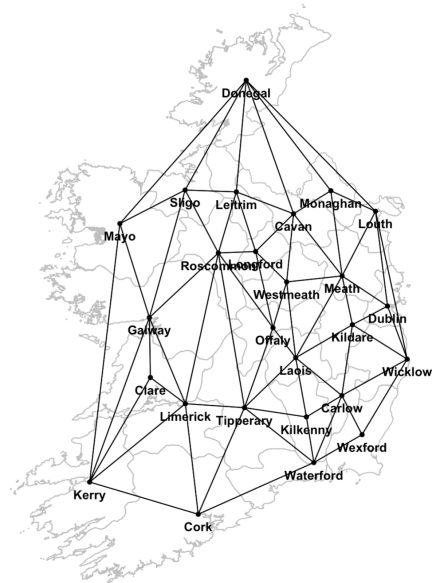 Donegal
Sligo
Leitrim
Monaghan
Cavan
Louth
Mayo
Roscommon
Longford
Westmeath
Meath
Dublin
Galway
Offaly
Kildare
Laois
Wicklow
Clare
Limerick
Tipperary
Carlow
Kilkenny
Wexford
Waterford
Kerry
Cork